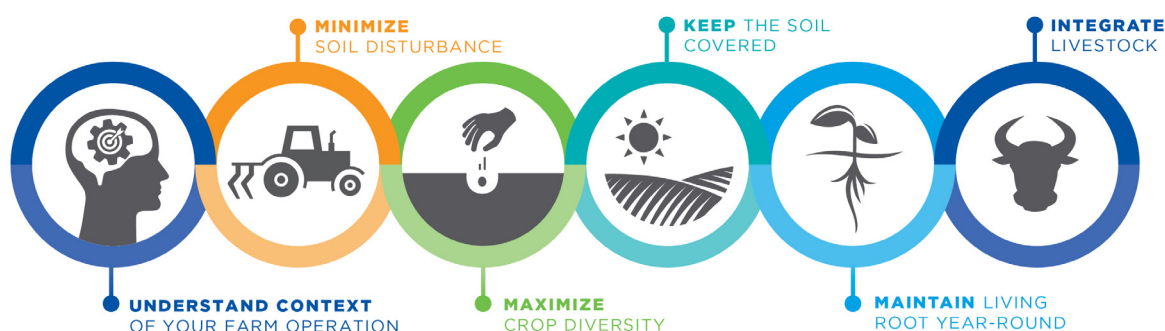 MINIMIZE
SOIL DISTURBANCE
KEEP THE SOIL
COVERED
INTEGRATE
LIVESTOCK
UNDERSTAND CONTEXT
OF YOUR FARM OPERATION
MAXIMIZE
CROP DIVERSITY
MAINTAIN LIVING
ROOT YEAR-ROUND